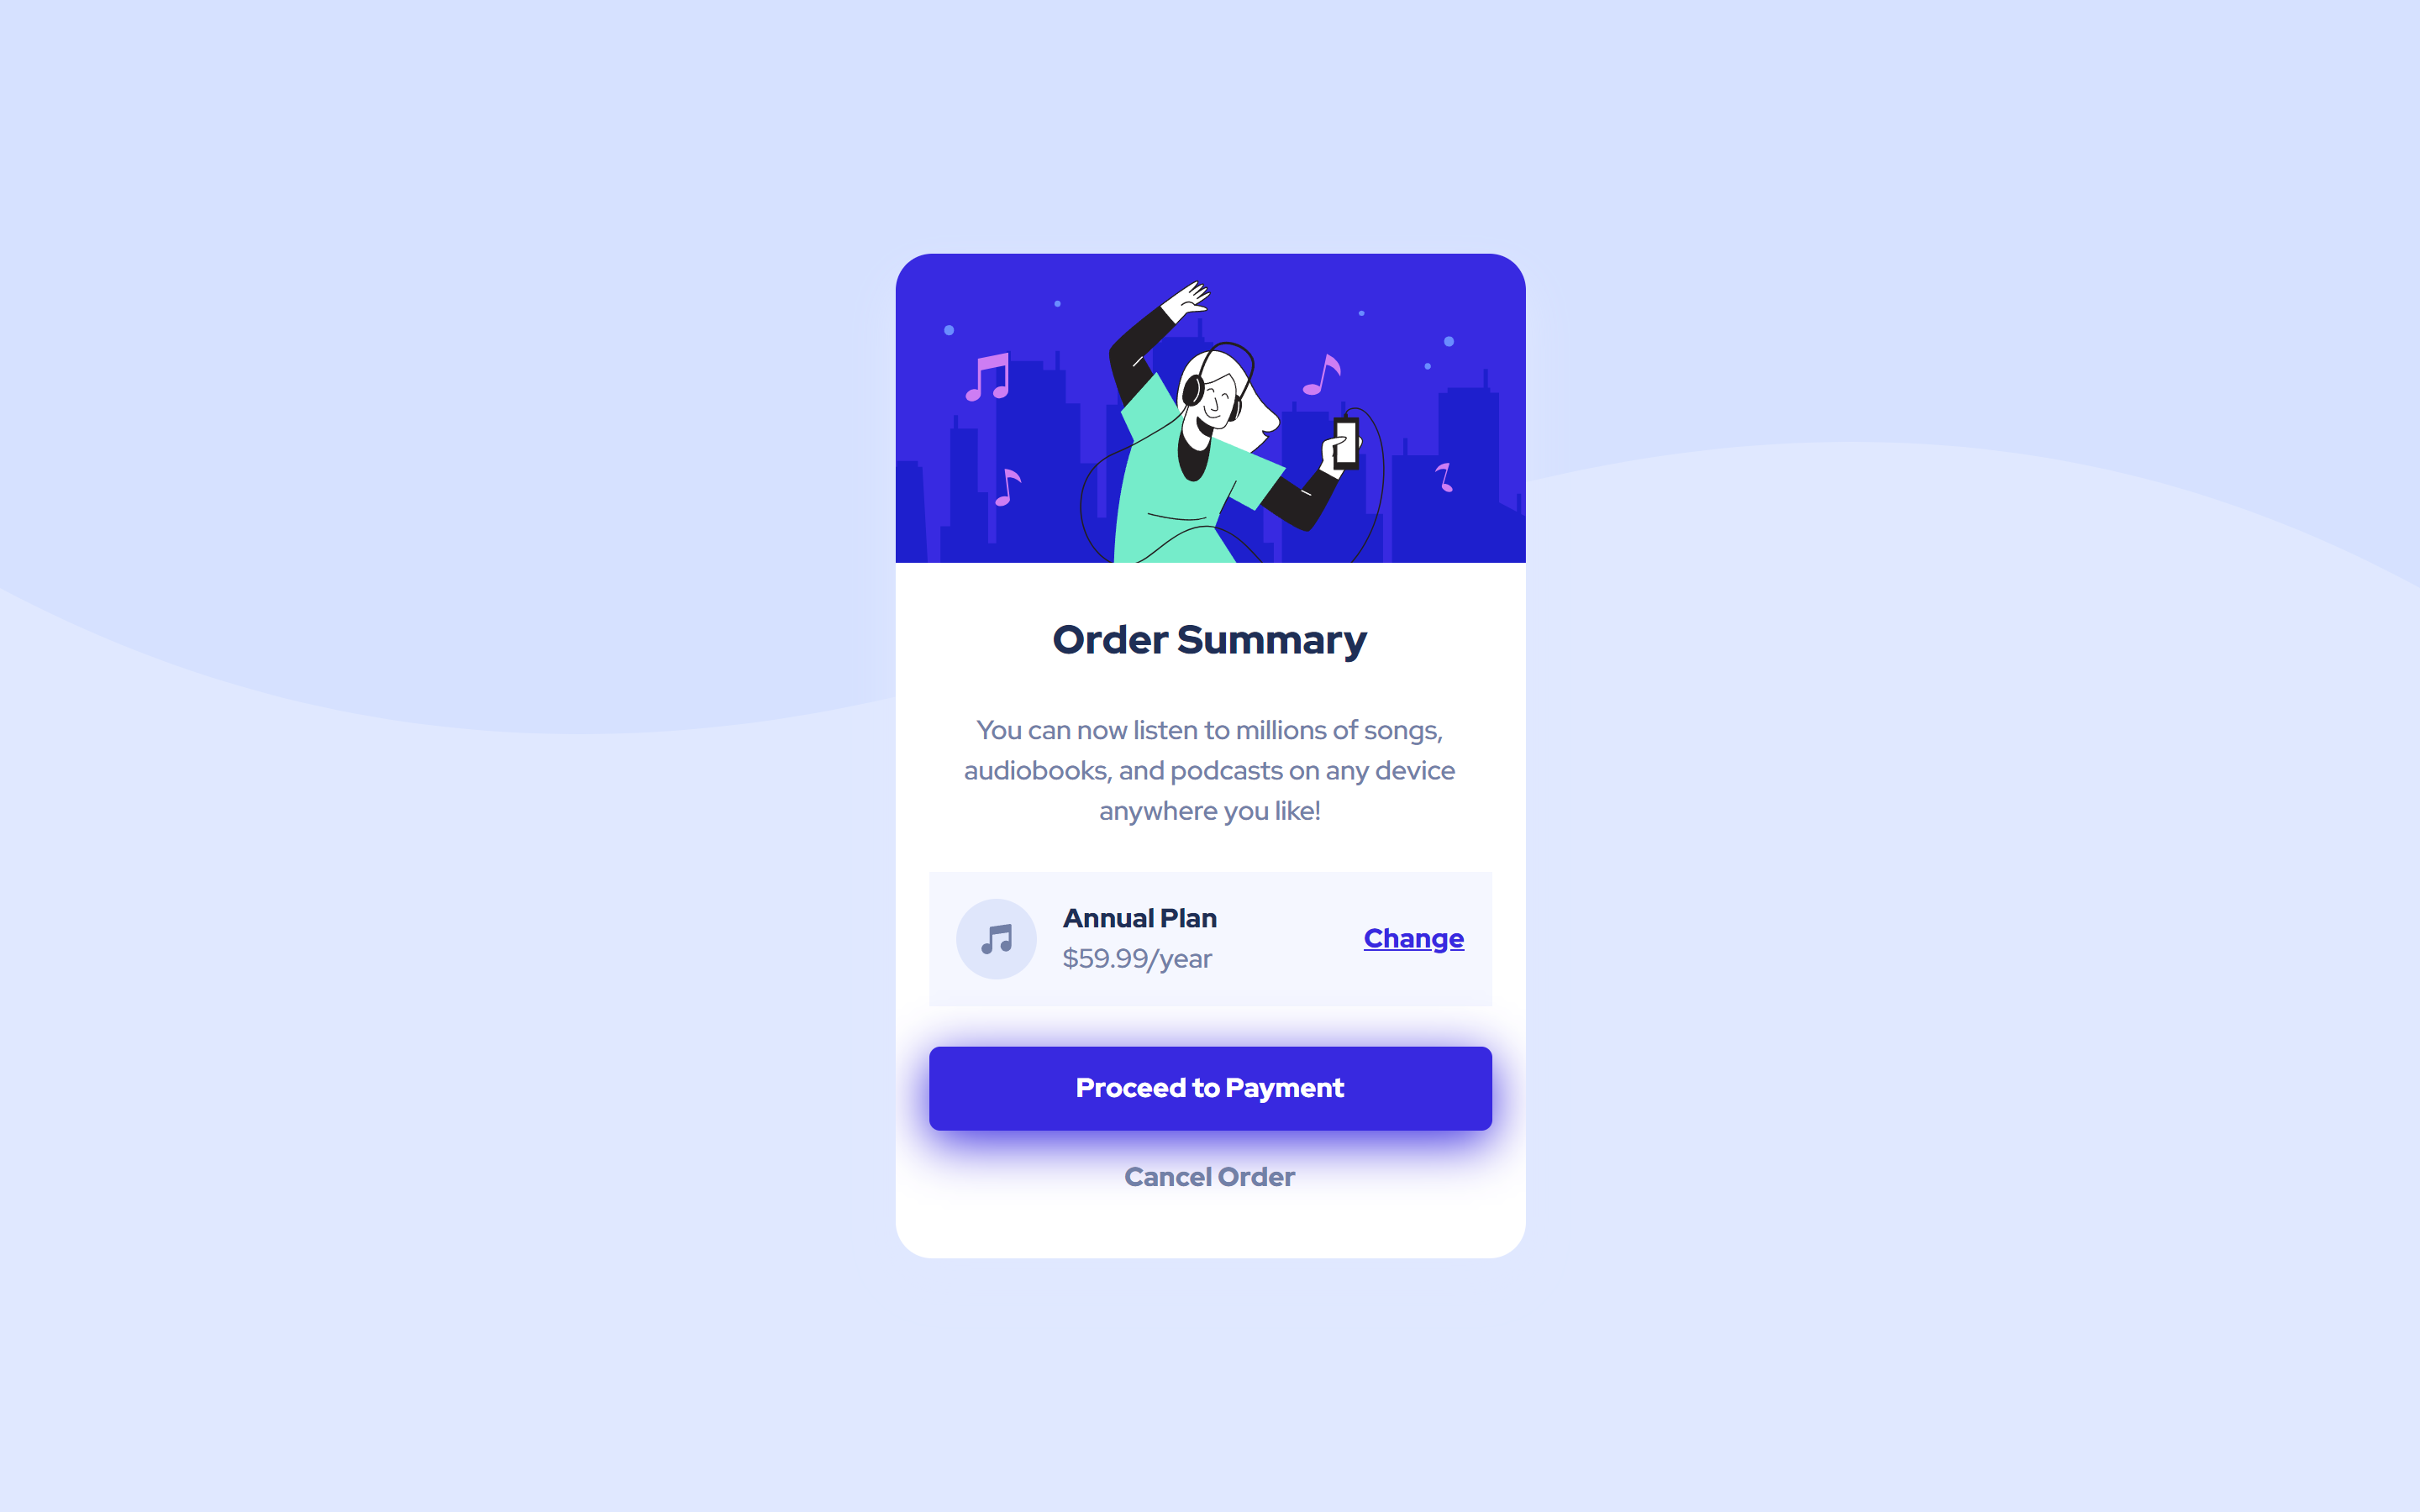 Order Summary
You can now listen to millions of songs,
audiobooks, and podcasts on any device
anywhere you like!
Annual Plan
$59.99/year
Change
Proceed to Payment
Cancel Order